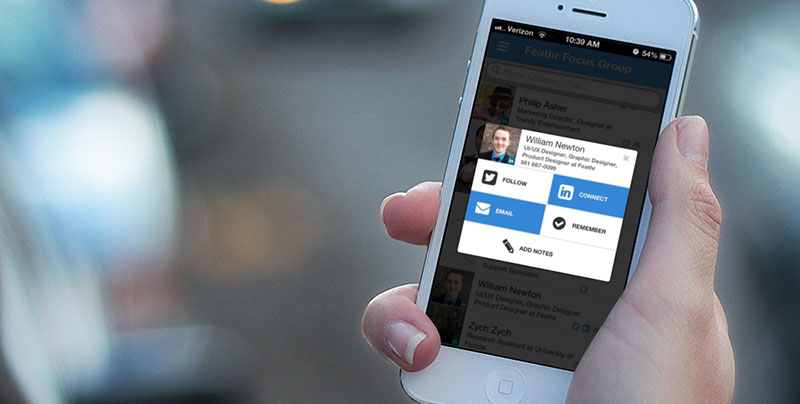 Verizon 10:39 AM 54%
Feathr Focus Group
Name, Company, Title
Philip Asher
Marketing Director, Designer at
Trendy Entertainment
William Newton
UI/UX Designer, Graphic Designer,
Product Designer at Feathr
561 667-0099
FOLLOW
in CONNECT
EMAIL
REMEMBER
ADD NOTES
Support Specialist
William Newton
UI/UX Designer, Graphic Designer,
Product Designer at Feathr
Zych Zych
Research Assistant at University of
Florida